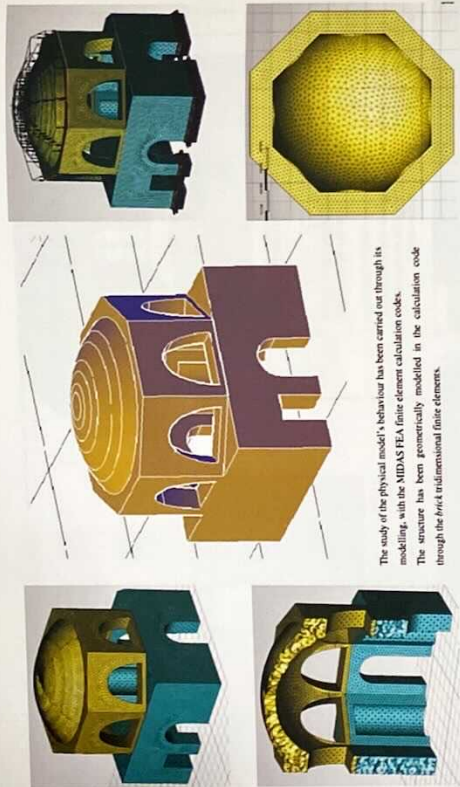 The study of the physical model's behaviour has been carried out through its
modelling, with the MIDAS FEA finite element calculation codes.
The structure has been geometrically modelled in the calculation code
through the brick tridimensional finite elements.